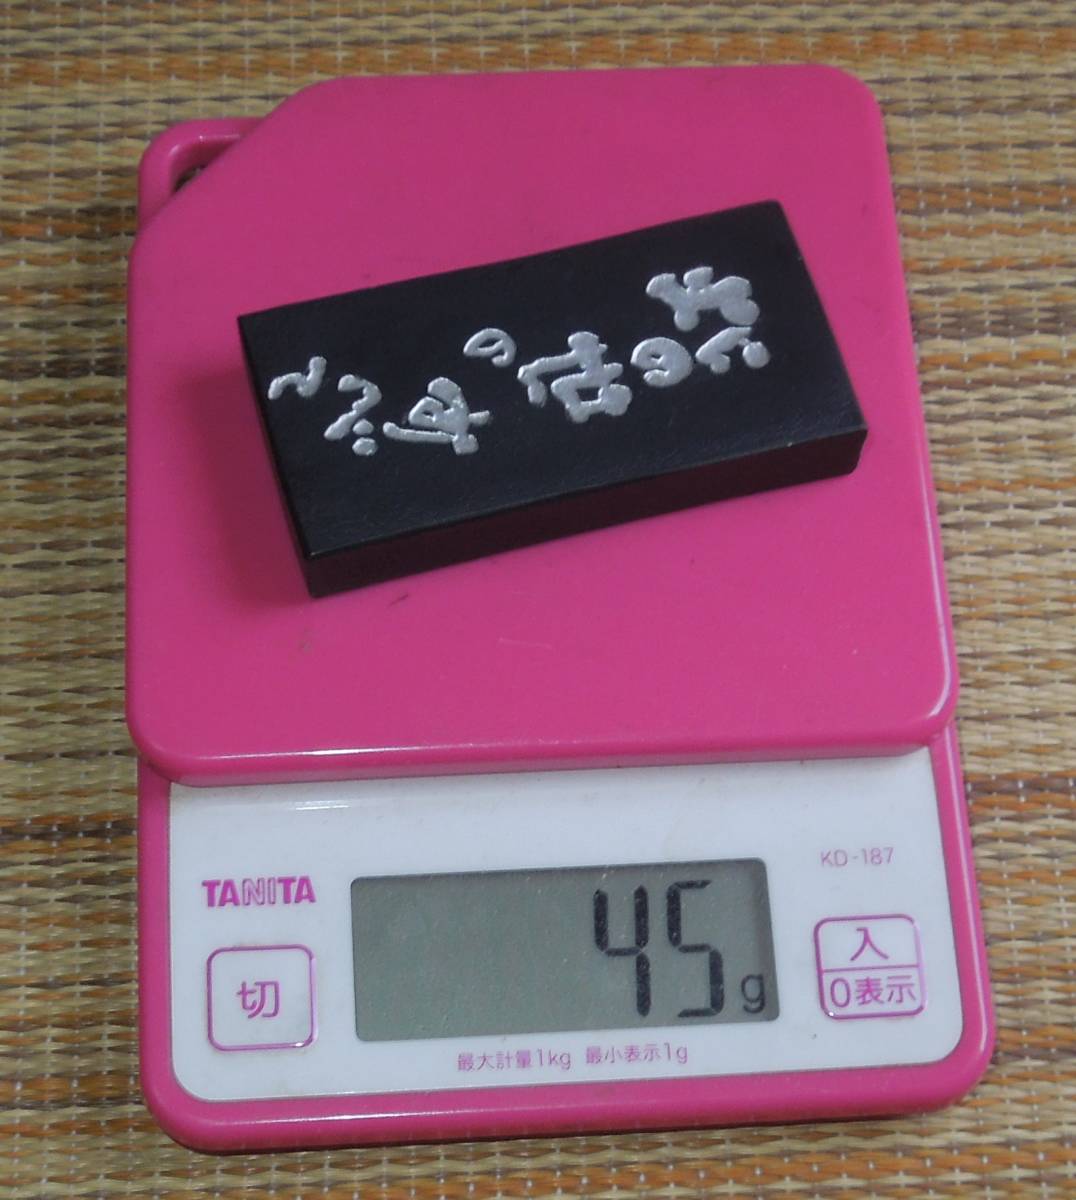 TANITA
KD-187
切
45g
入
0表示
最大計量1kg 最小表示1g